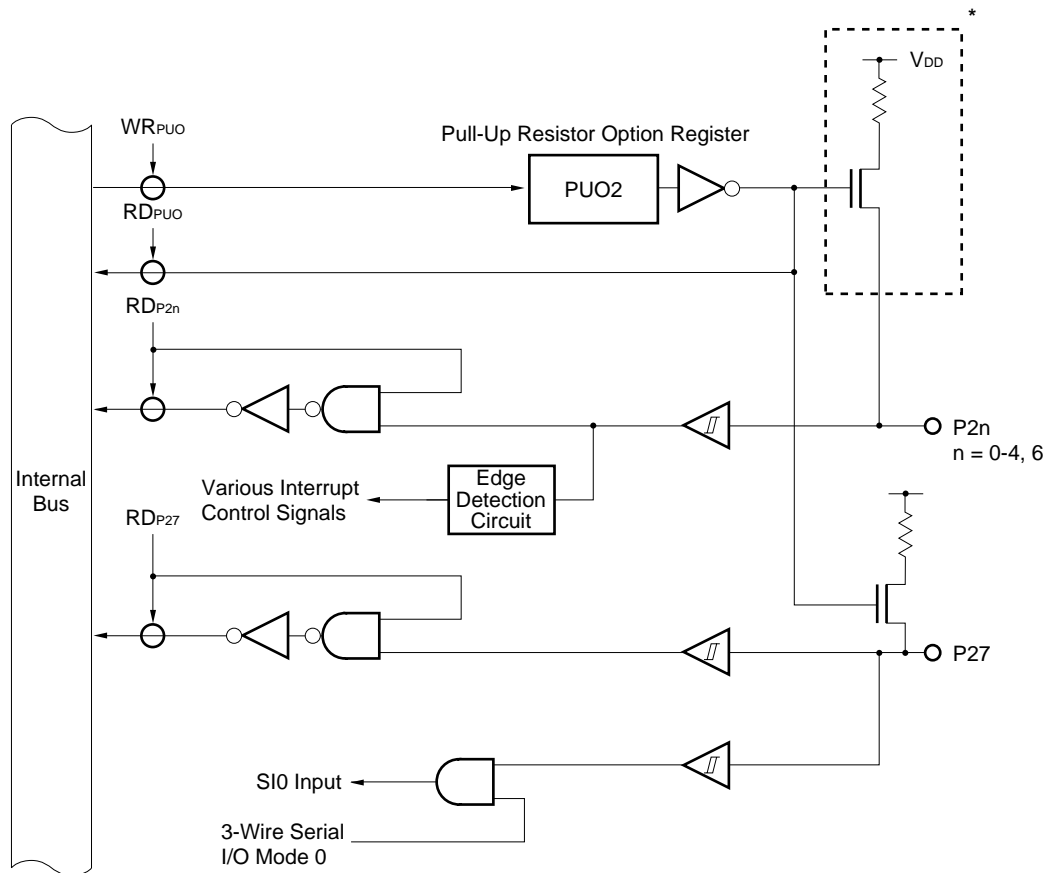 *
VDD
WRPUO
Pull-Up Resistor Option Register
PUO2
RDPUO
RDP2n
P2n
n = 0-4, 6
Internal
Bus
Various Interrupt
Control Signals
Edge
Detection
Circuit
RDP27
P27
SI0 Input
3-Wire Serial
I/O Mode 0